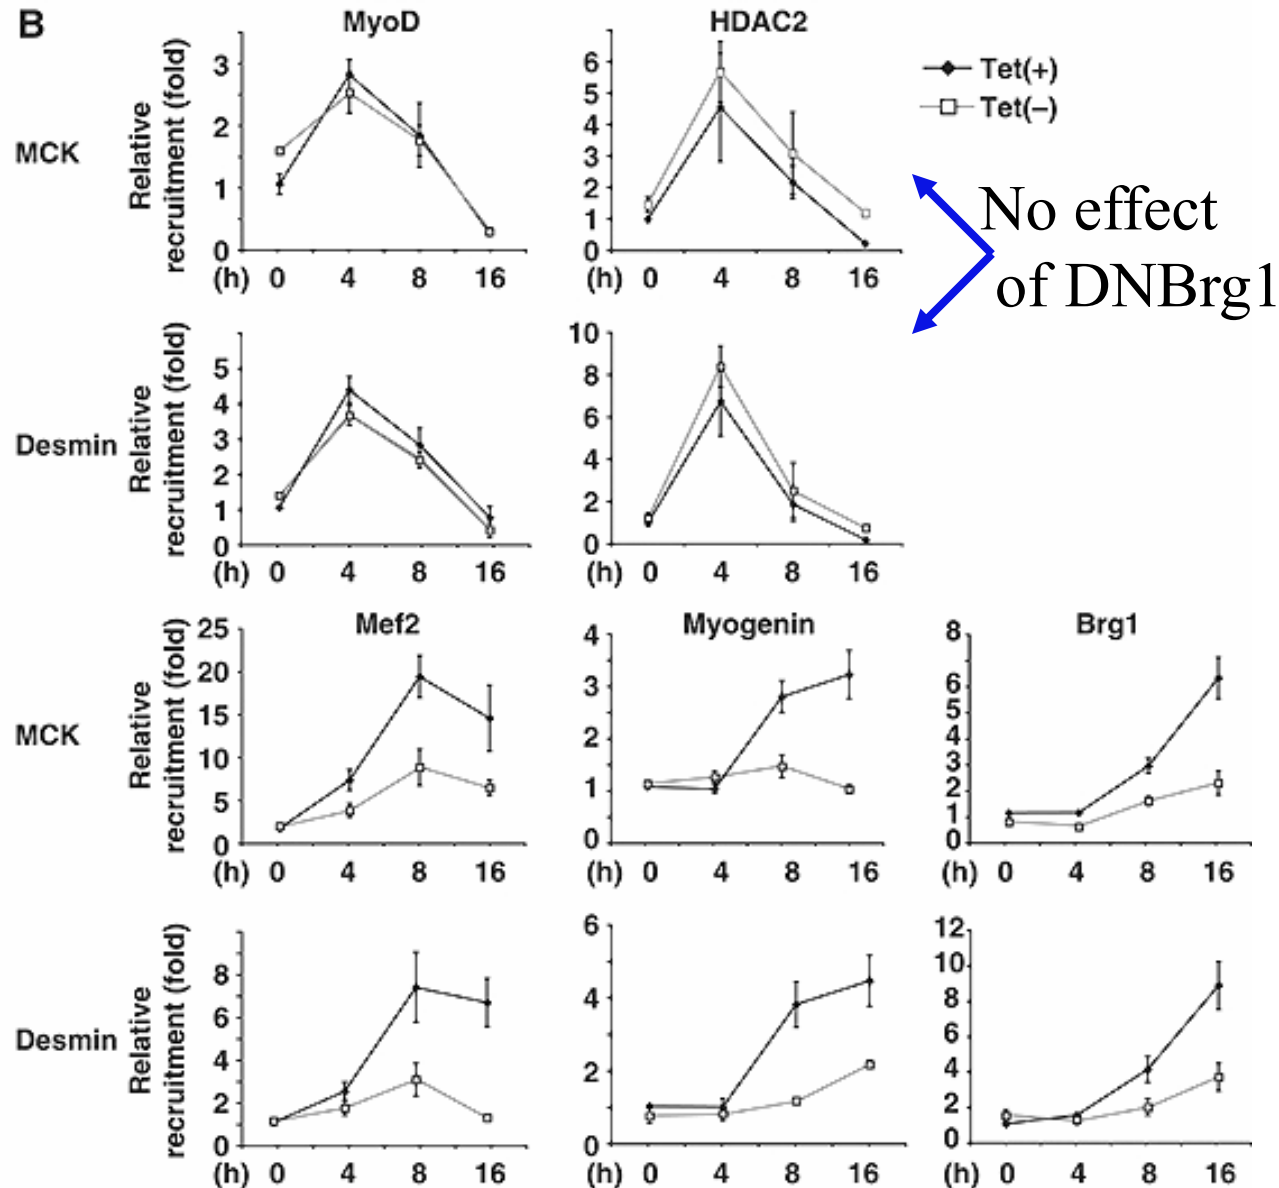 B
MyoD
HDAC2
Tet(+)
Tet(–)
MCK
Relative
recruitment (fold)
3
2
1
0
(h) 0 4 8 16
6
5
4
3
2
1
0
(h) 0 4 8 16
No effect
of DNBrg1
Desmin
Relative
recruitment (fold)
5
4
3
2
1
0
(h) 0 4 8 16
10
8
6
4
2
0
(h) 0 4 8 16
Mef2
Myogenin
Brg1
MCK
Relative
recruitment (fold)
25
20
15
10
5
0
(h) 0 4 8 16
4
3
2
1
0
(h) 0 4 8 16
8
6
5
4
3
2
1
0
(h) 0 4 8 16
Desmin
Relative
recruitment (fold)
8
6
4
2
0
(h) 0 4 8 16
6
4
2
0
(h) 0 4 8 16
12
10
8
6
4
2
0
(h) 0 4 8 16